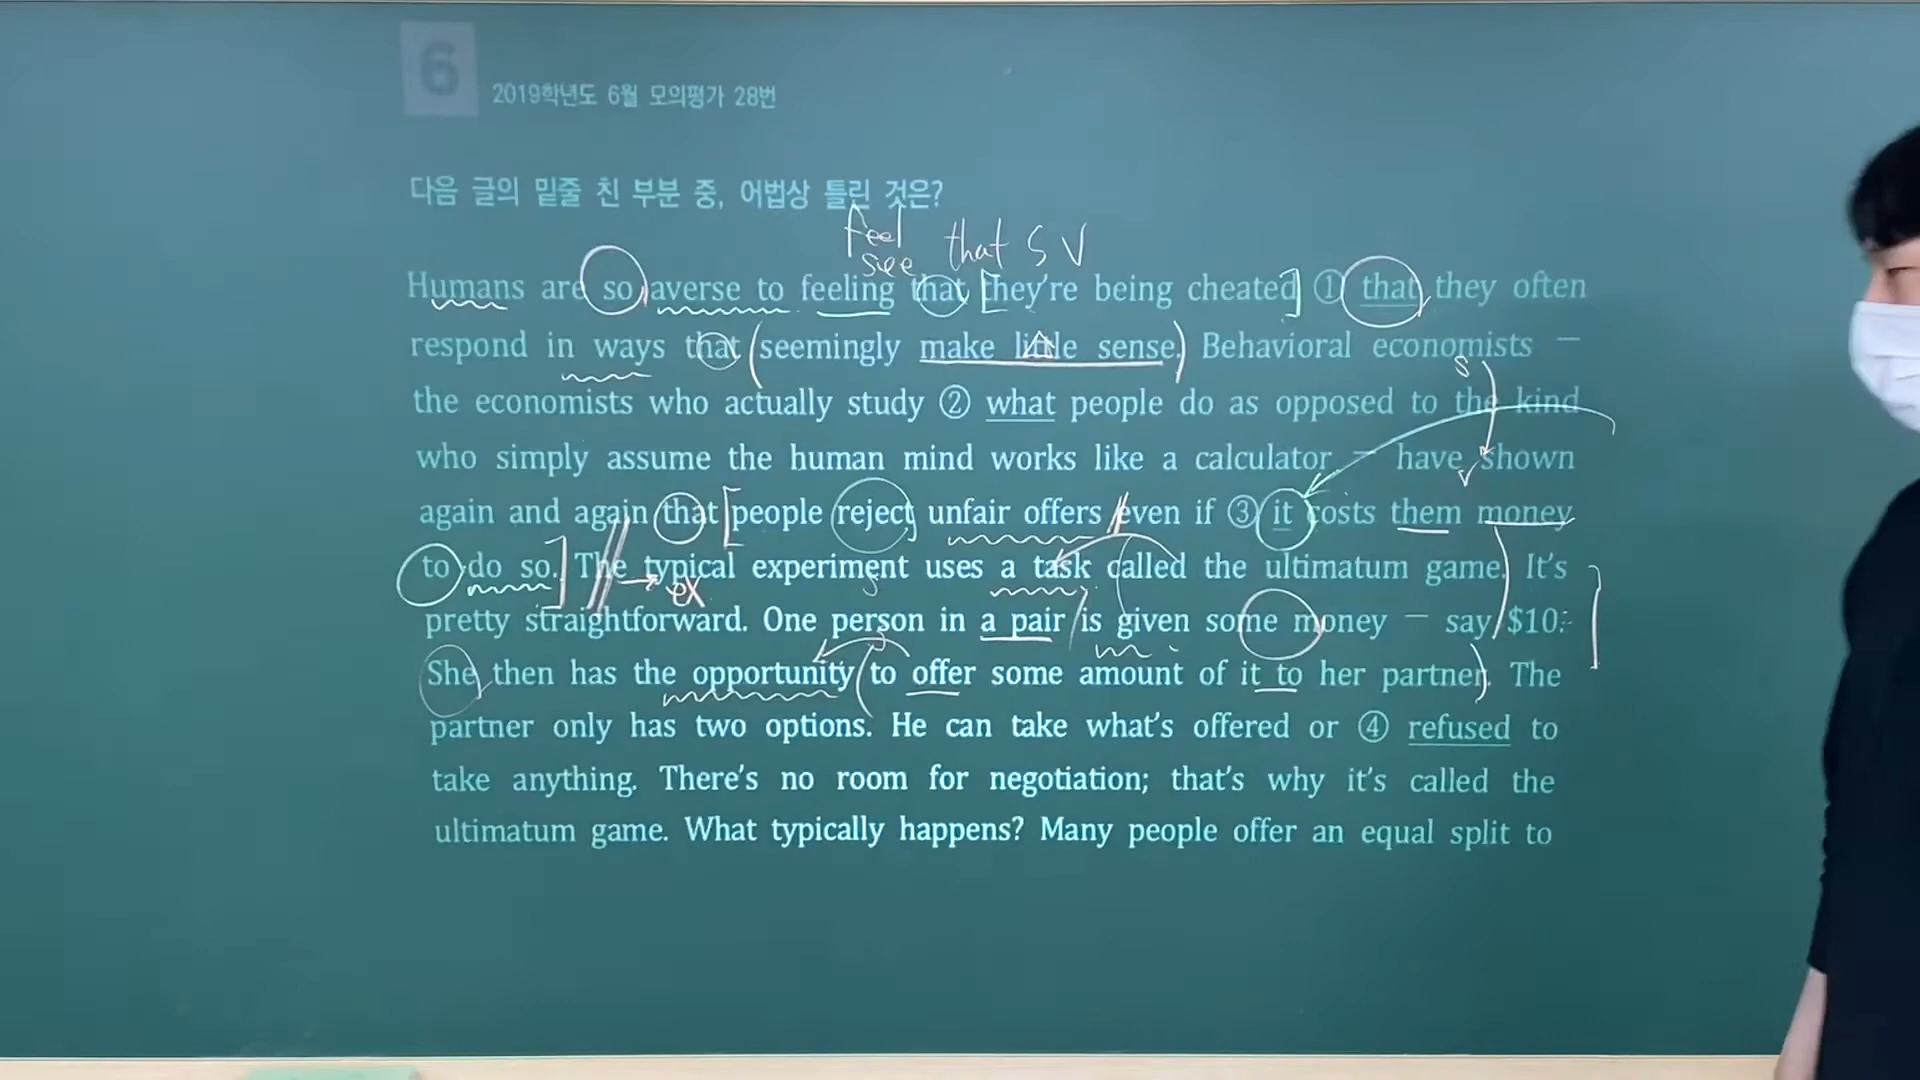 6
2019학년도 6월 모의평가 28번
다음 글의 밑줄 친 부분 중, 어법상 틀린 것은?
feel that S V
see
Humans are so averse to feeling that they're being cheated ① that they often
respond in ways that seemingly make little sense. Behavioral economists —
S
the economists who actually study ② what people do as opposed to the kind
who simply assume the human mind works like a calculator — have shown
V
again and again that people reject unfair offers even if ③ it costs them money
to do so. The typical experiment uses a task called the ultimatum game. It's
ex S
pretty straightforward. One person in a pair is given some money — say $10.
She then has the opportunity to offer some amount of it to her partner. The
partner only has two options. He can take what's offered or ④ refused to
take anything. There's no room for negotiation; that's why it's called the
ultimatum game. What typically happens? Many people offer an equal split to